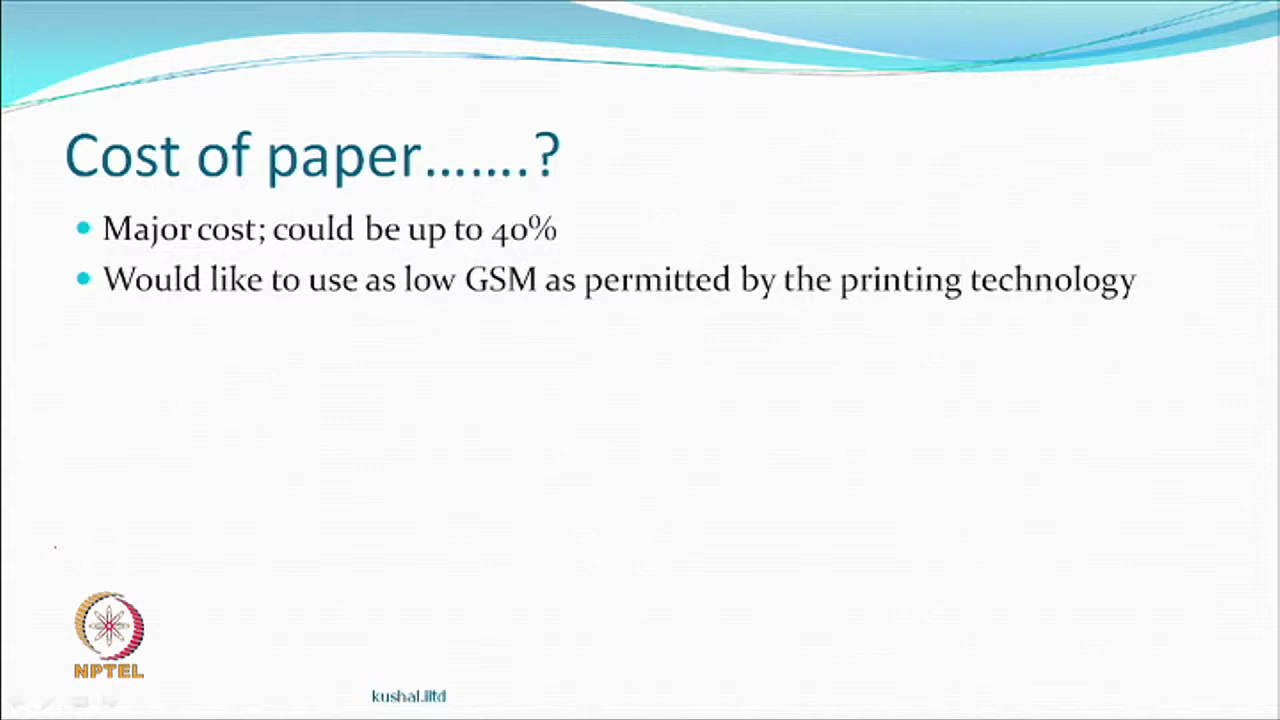 Cost of paper.......?
Major cost; could be up to 40%
Would like to use as low GSM as permitted by the printing technology
NPTEL
kushal.iitd